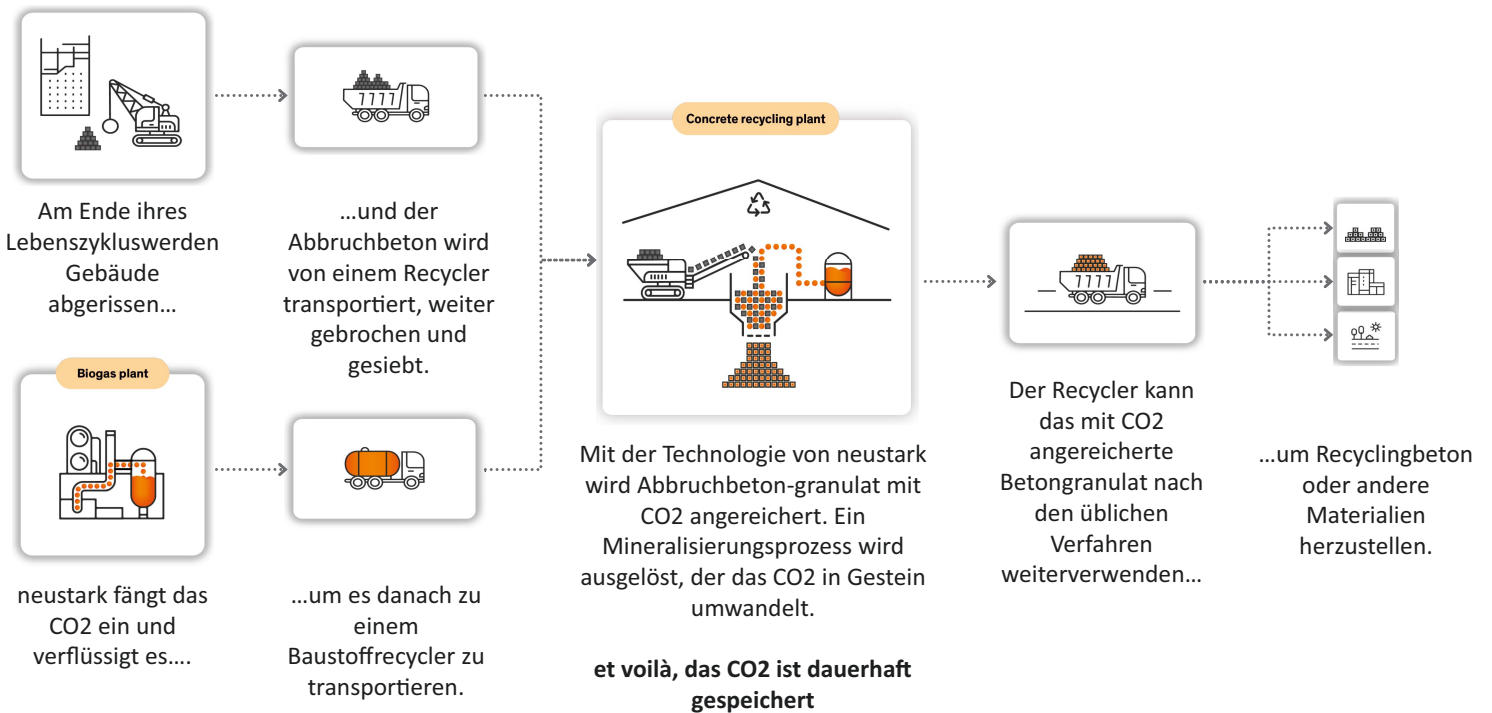 Am Ende ihres
Lebenszykluswerden
Gebäude
abgerissen...
...und der
Abbruchbeton wird
von einem Recycler
transportiert, weiter
gebrochen und
gesiebt.
Biogas plant
neustark fängt das
CO2 ein und
verflüssigt es....
...um es danach zu
einem
Baustoffrecycler zu
transportieren.
Concrete recycling plant
Mit der Technologie von neustark
wird Abbruchbeton-granulat mit
CO2 angereichert. Ein
Mineralisierungsprozess wird
ausgelöst, der das CO2 in Gestein
umwandelt.
et voilà, das CO2 ist dauerhaft
gespeichert
Der Recycler kann
das mit CO2
angereicherte
Betongranulat nach
den üblichen
Verfahren
weiterverwenden...
...um Recyclingbeton
oder andere
Materialien
herzustellen.